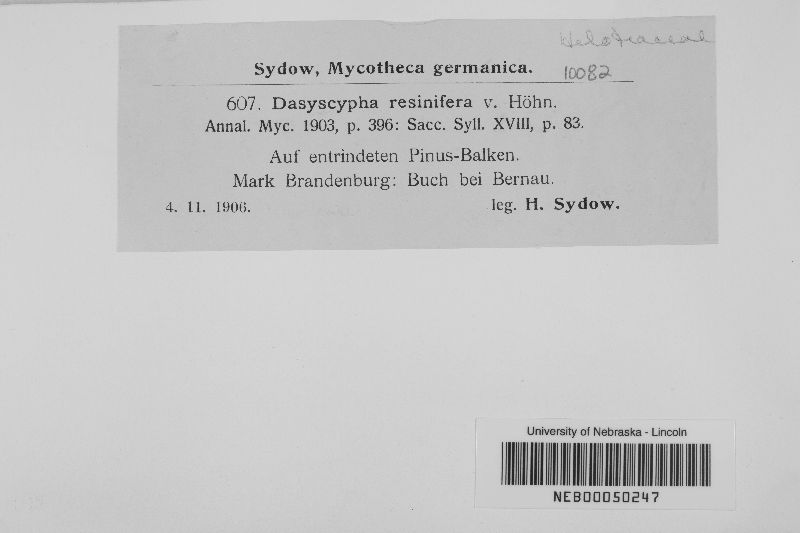 Helotiaceae
Sydow, Mycotheca germanica. 10082
607. Dasyscypha resinifera v. Höhn.
Annal. Myc. 1903, p. 396: Sacc. Syll. XVIII, p. 83.
Auf entrindeten Pinus-Balken.
Mark Brandenburg: Buch bei Bernau.
4. 11. 1906. leg. H. Sydow.
University of Nebraska - Lincoln
NEB00050247